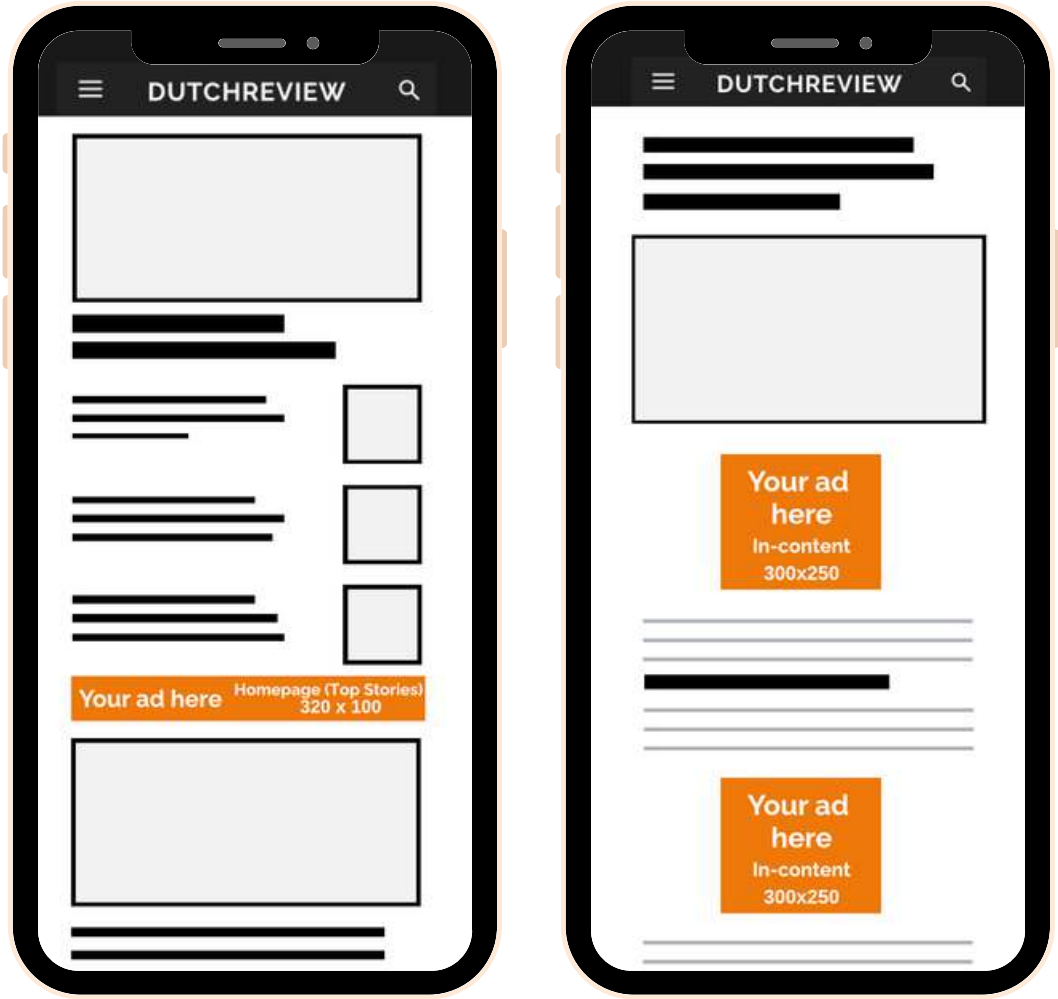 DUTCHREVIEW
Your ad here
Homepage (Top Stories)
320 x 100
DUTCHREVIEW
Your ad
here
In-content
300x250
Your ad
here
In-content
300x250